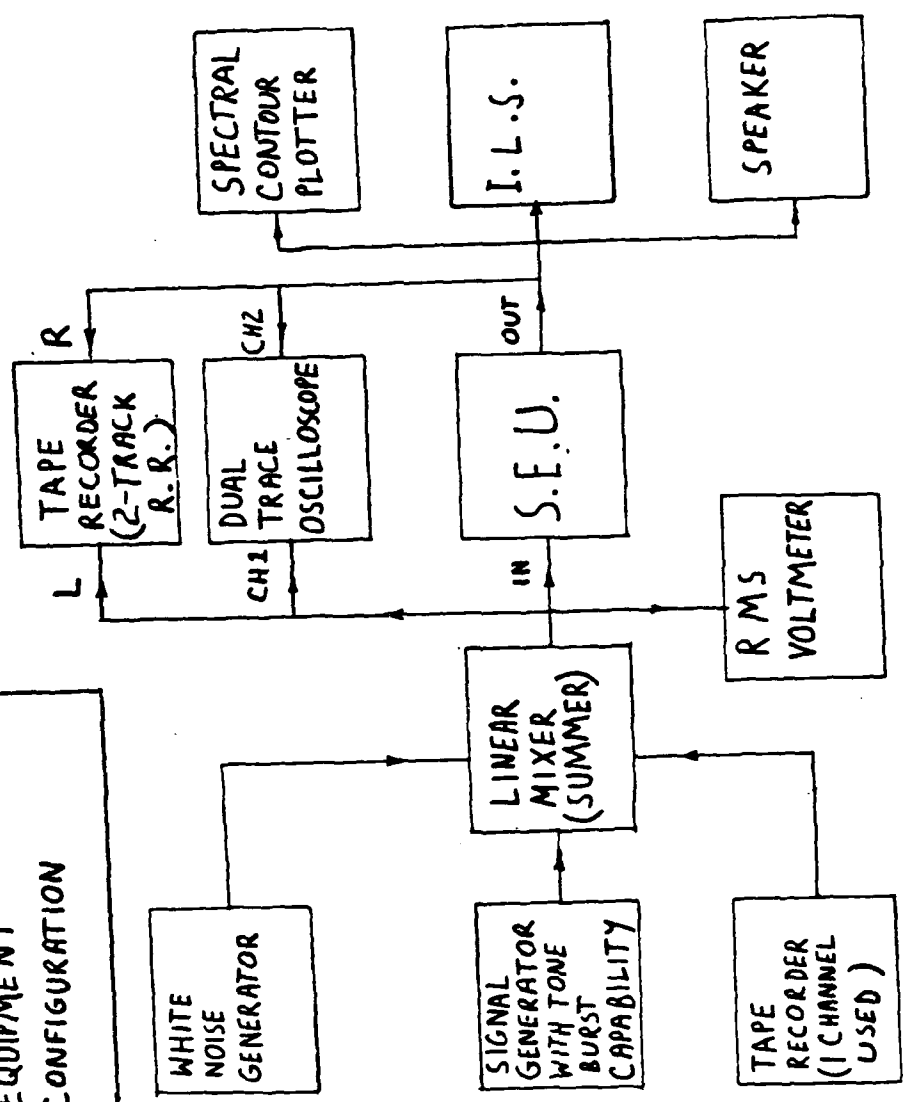 EQUIPMENT
CONFIGURATION
WHITE
NOISE
GENERATOR
SIGNAL
GENERATOR
WITH TONE
BURST
CAPABILITY
TAPE
RECORDER
(1 CHANNEL
USED)
LINEAR
MIXER
(SUMMER)
RMS
VOLTMETER
L
TAPE
RECORDER
(2-TRACK
R.R.)
R
CH1
DUAL
TRACE
OSCILLOSCOPE
CH2
IN
S.E.U.
OUT
SPECTRAL
CONTOUR
PLOTTER
I.L.S.
SPEAKER